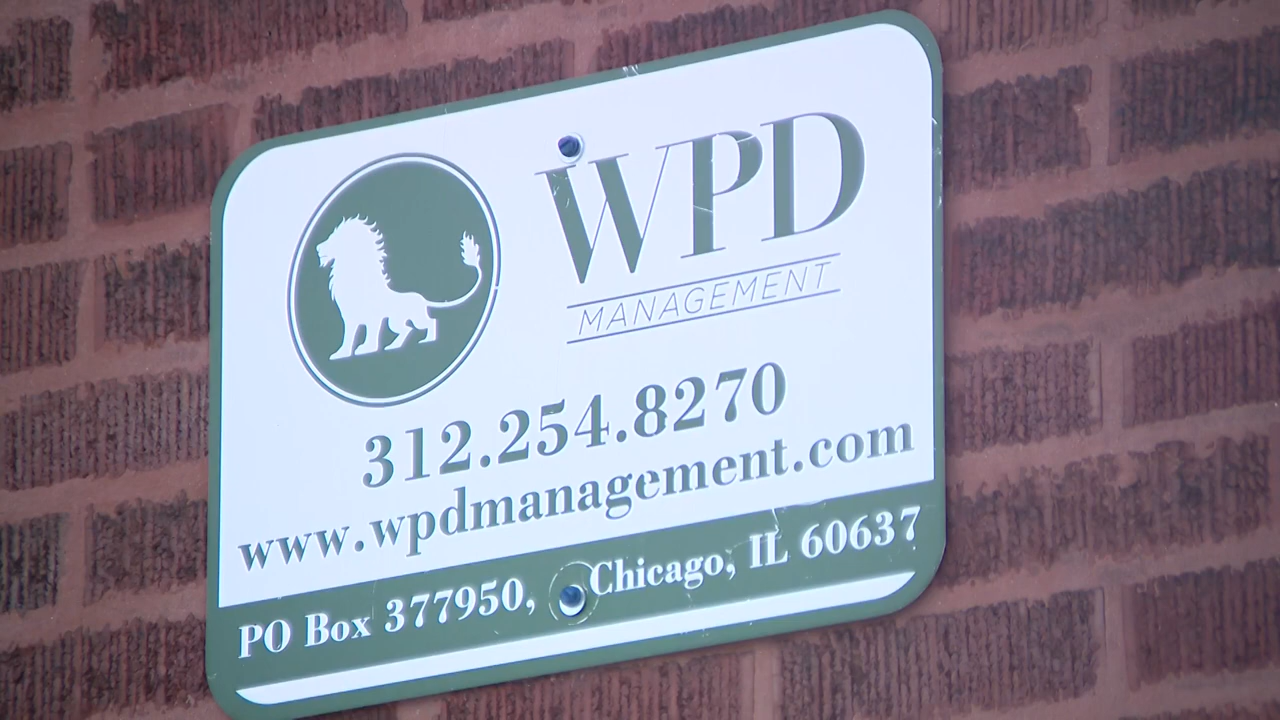 WPD
MANAGEMENT
312.254.8270
www.wpdmanagement.com
PO Box 377950, Chicago, IL 60637